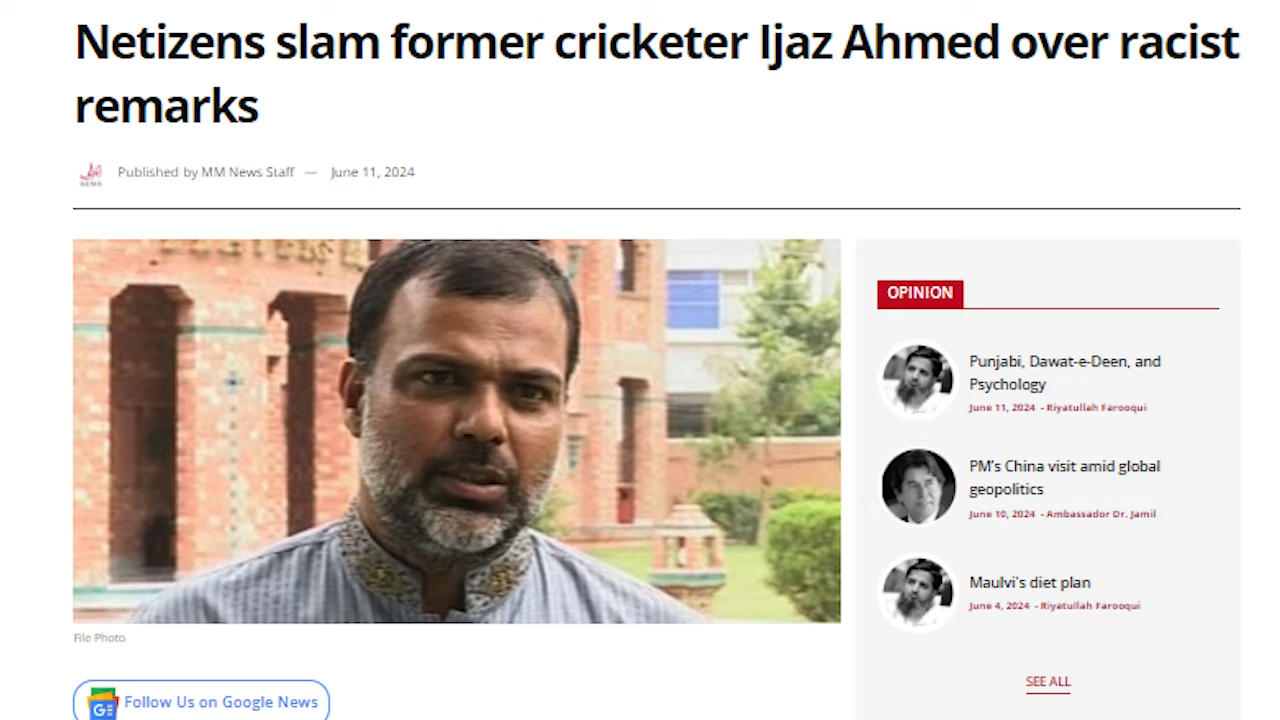 Netizens slam former cricketer Ijaz Ahmed over racist
remarks
NEWS
Published by MM News Staff — June 11, 2024
File Photo
Follow Us on Google News
OPINION
Punjabi, Dawat-e-Deen, and
Psychology
June 11, 2024 - Riyatullah Farooqui
PM's China visit amid global
geopolitics
June 10, 2024 - Ambassador Dr. Jamil
Maulvi's diet plan
June 4, 2024 - Riyatullah Farooqui
SEE ALL